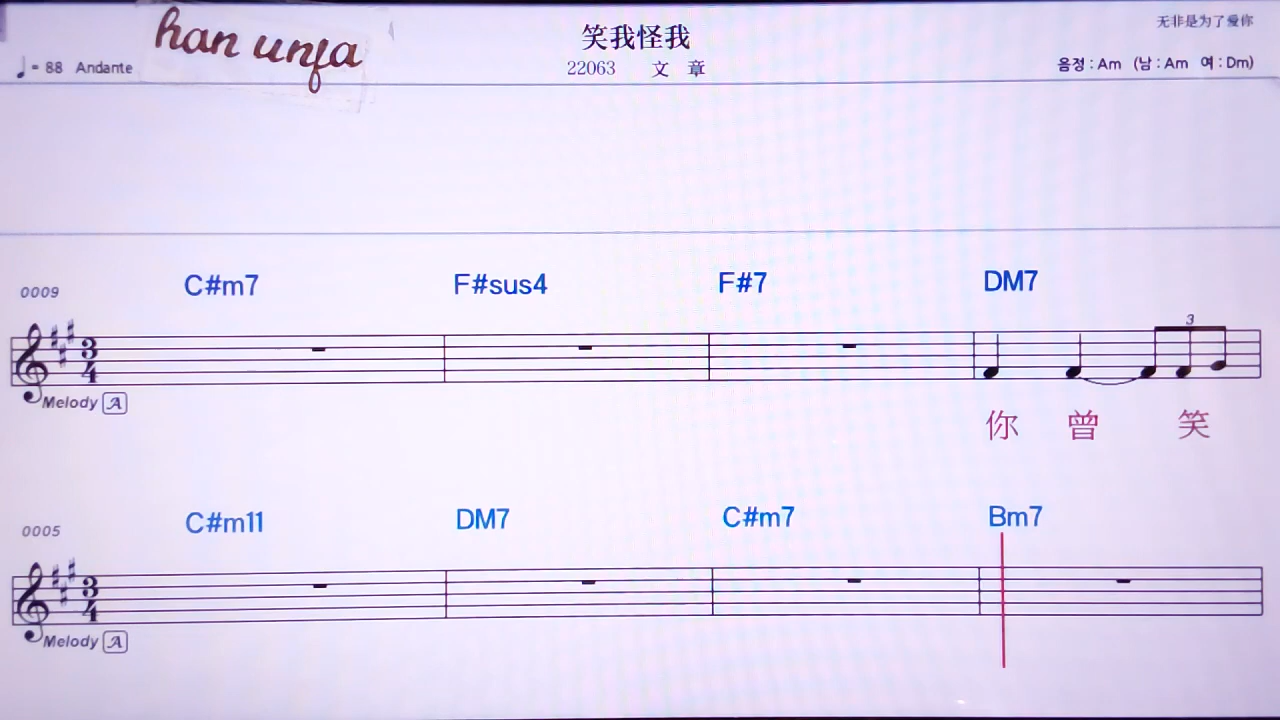 han unfa
笑我怪我
无非是为了爱你
♩= 88 Andante
22063 文 章
음정 : Am (남 : Am 여 : Dm)
0009
C#m7 F#sus4 F#7 DM7
3
3
4
Melody A
你 曾 笑
0005
C#m11 DM7 C#m7 Bm7
3
4
Melody A